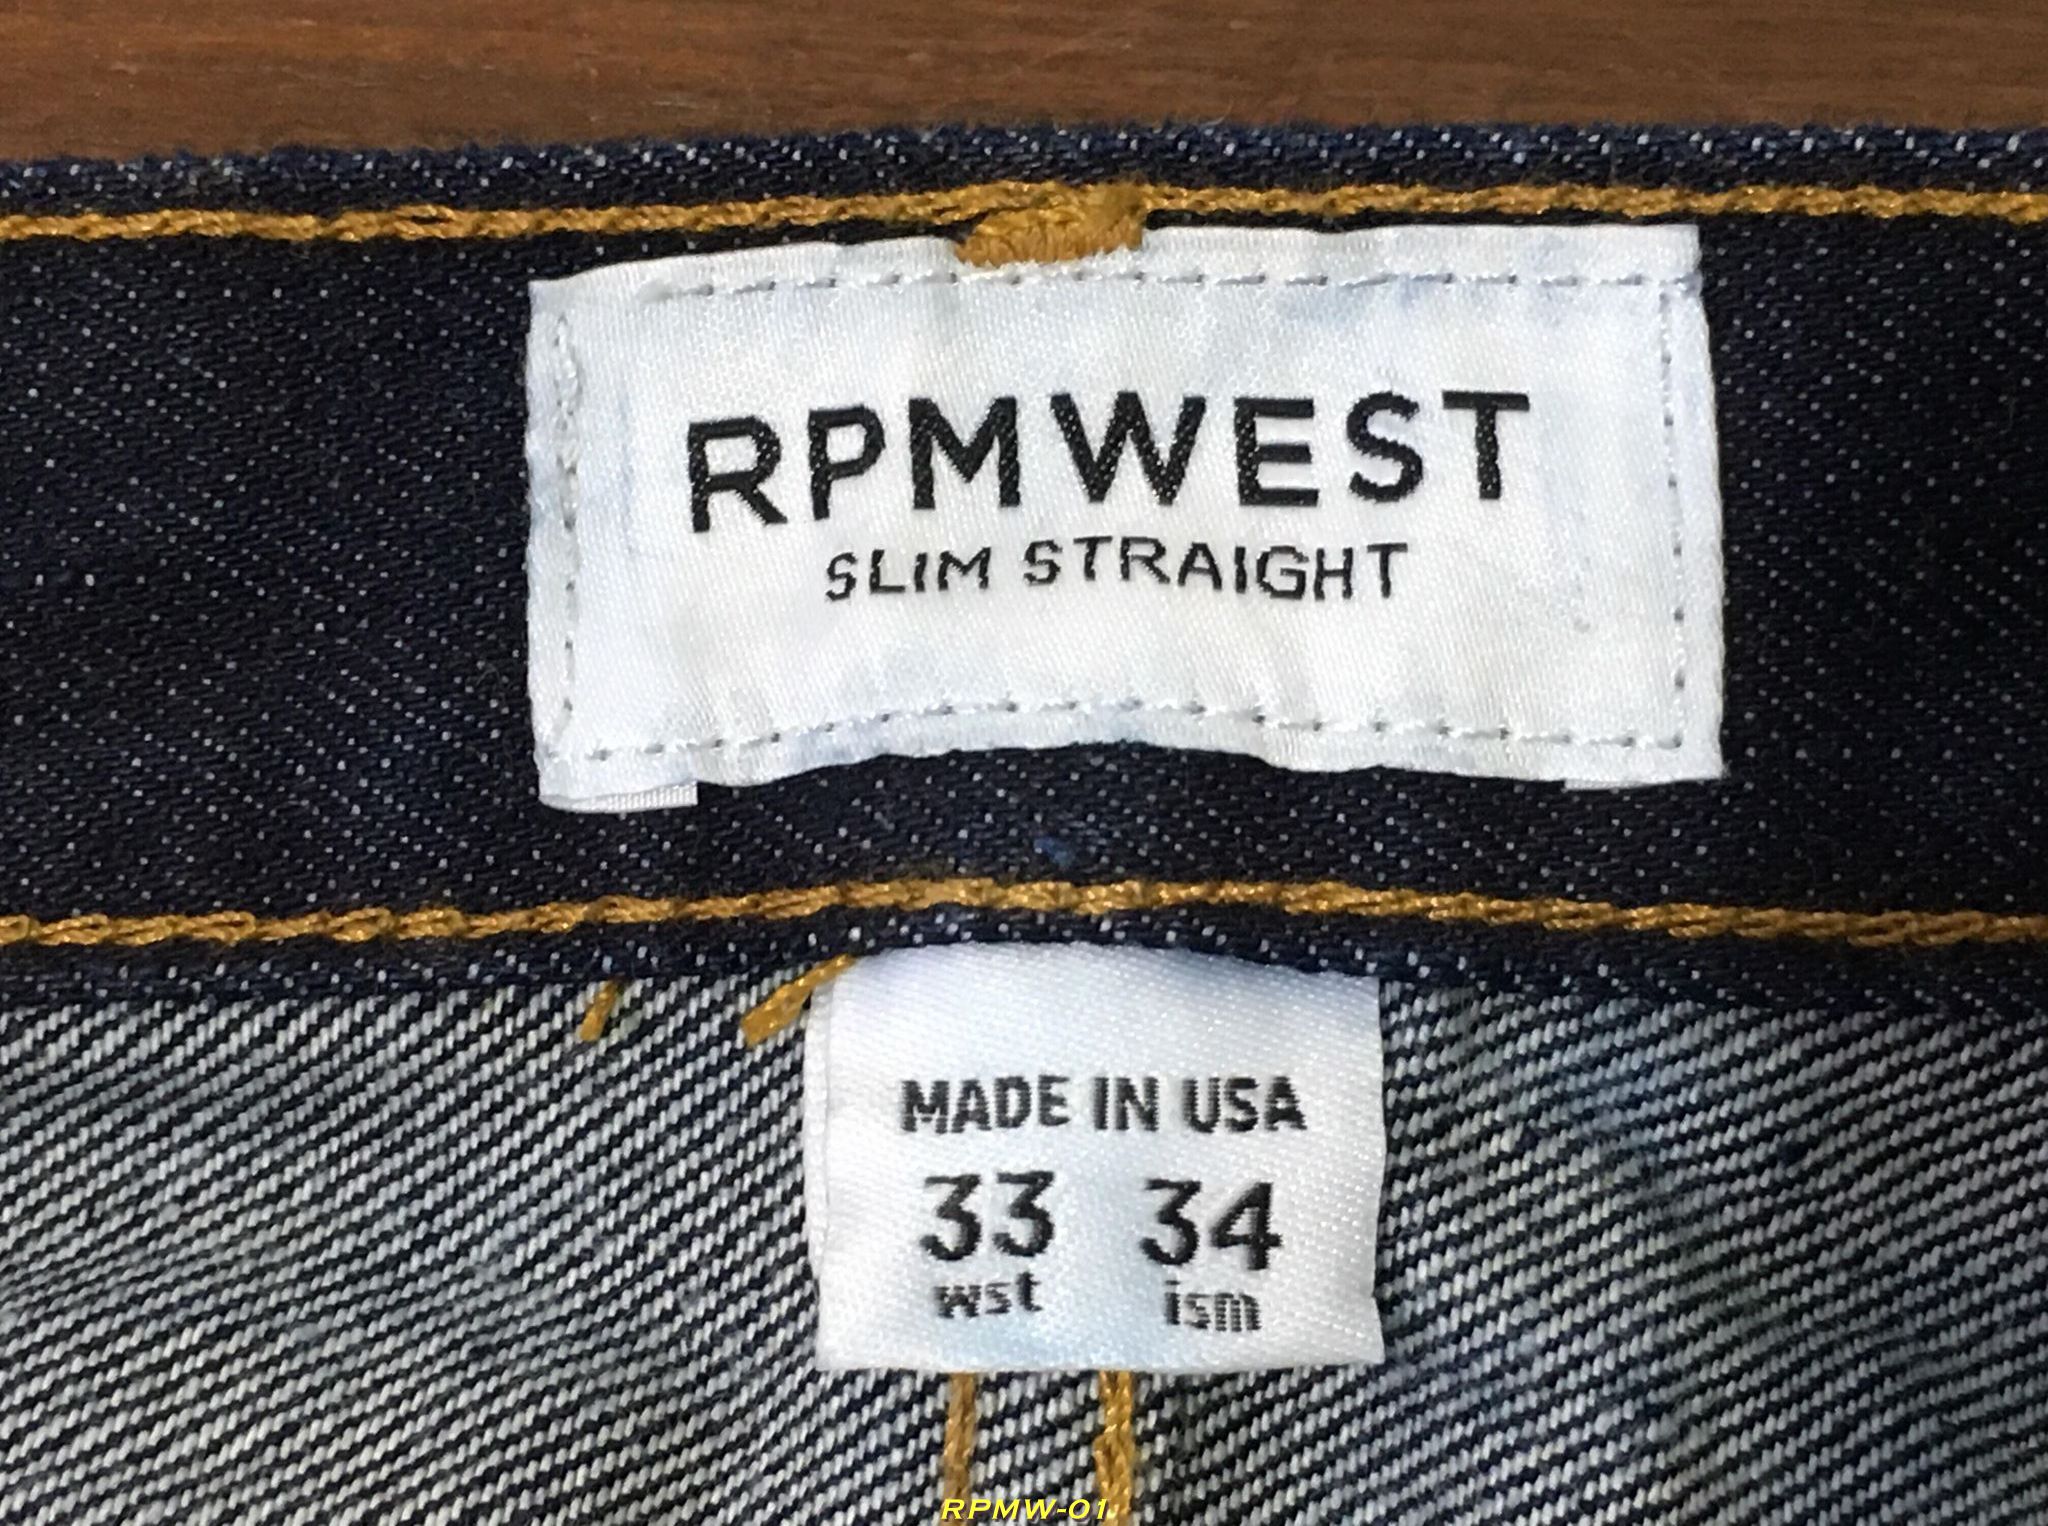 RPMWEST
SLIM STRAIGHT
MADE IN USA
33 34
wst ism
RPMW-01